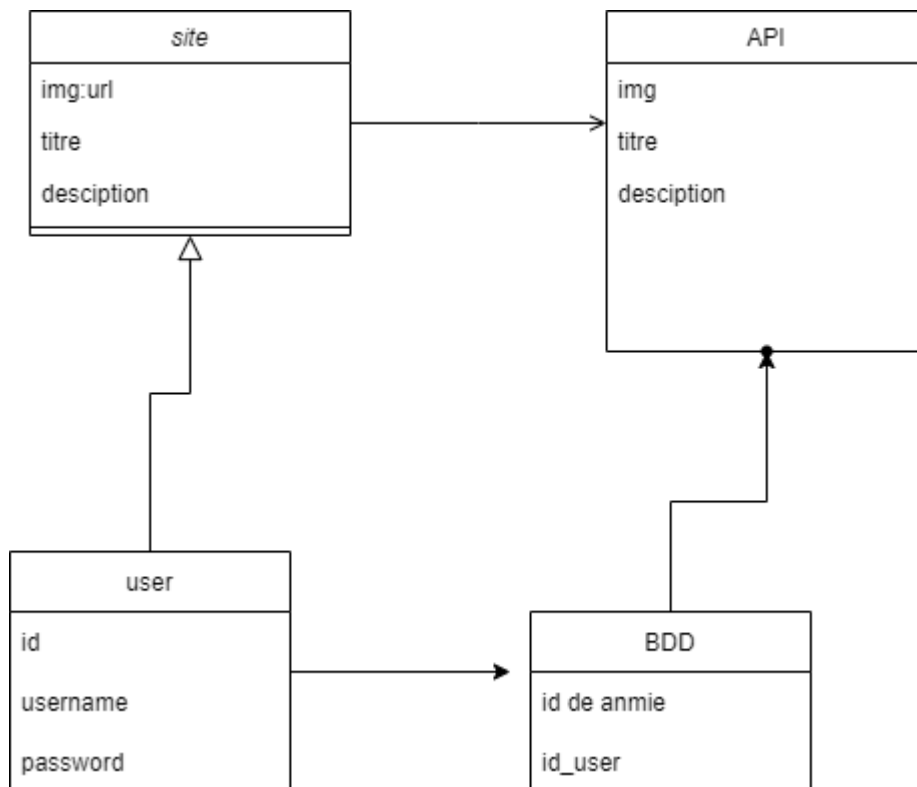 site
img:url
titre
desciption
API
img
titre
desciption
user
id
username
password
BDD
id de anmie
id_user